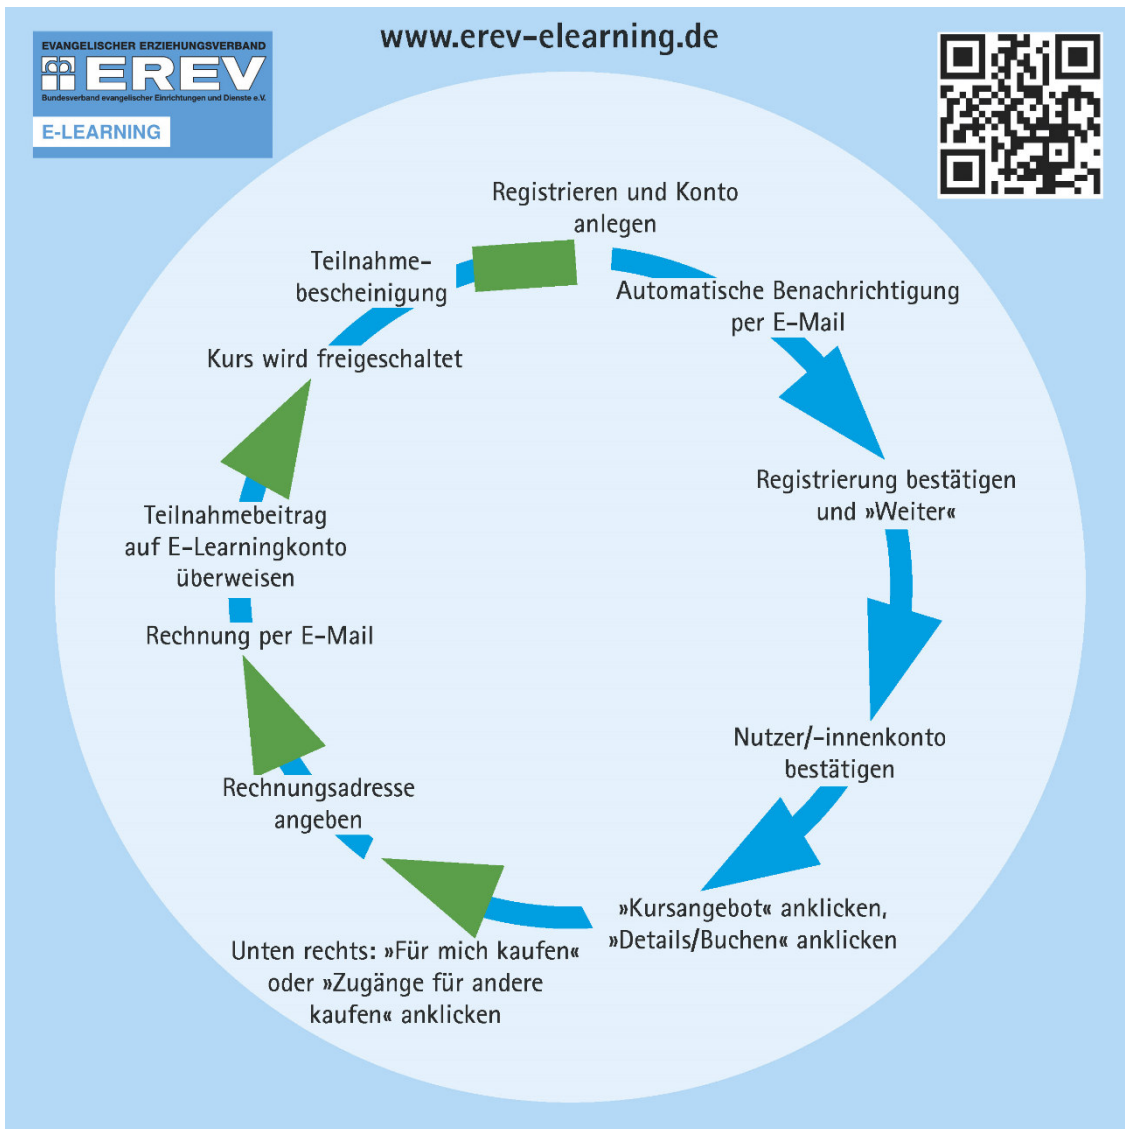 EVANGELISCHER ERZIEHUNGSVERBAND
EREV
Bundesverband evangelischer Einrichtungen und Dienste e.V.
E-LEARNING
www.erev-elearning.de
Registrieren und Konto
anlegen
Automatische Benachrichtigung
per E-Mail
Registrierung bestätigen
und »Weiter«
Nutzer/-innenkonto
bestätigen
»Kursangebot« anklicken,
»Details/Buchen« anklicken
Unten rechts: »Für mich kaufen«
oder »Zugänge für andere
kaufen« anklicken
Rechnungsadresse
angeben
Rechnung per E-Mail
Teilnahmebeitrag
auf E-Learningkonto
überweisen
Kurs wird freigeschaltet
Teilnahme-
bescheinigung